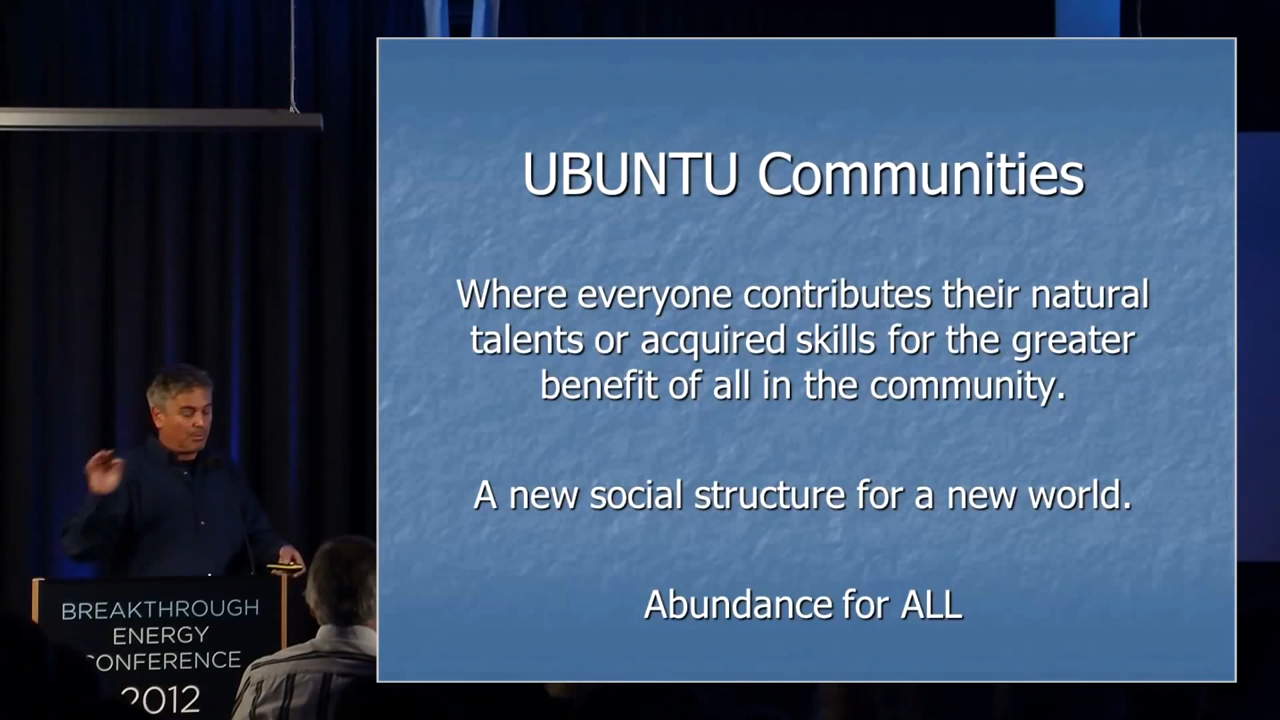 UBUNTU Communities
Where everyone contributes their natural
talents or acquired skills for the greater
benefit of all in the community.
A new social structure for a new world.
Abundance for ALL
BREAKTHROUGH
ENERGY
CONFERENCE
2012